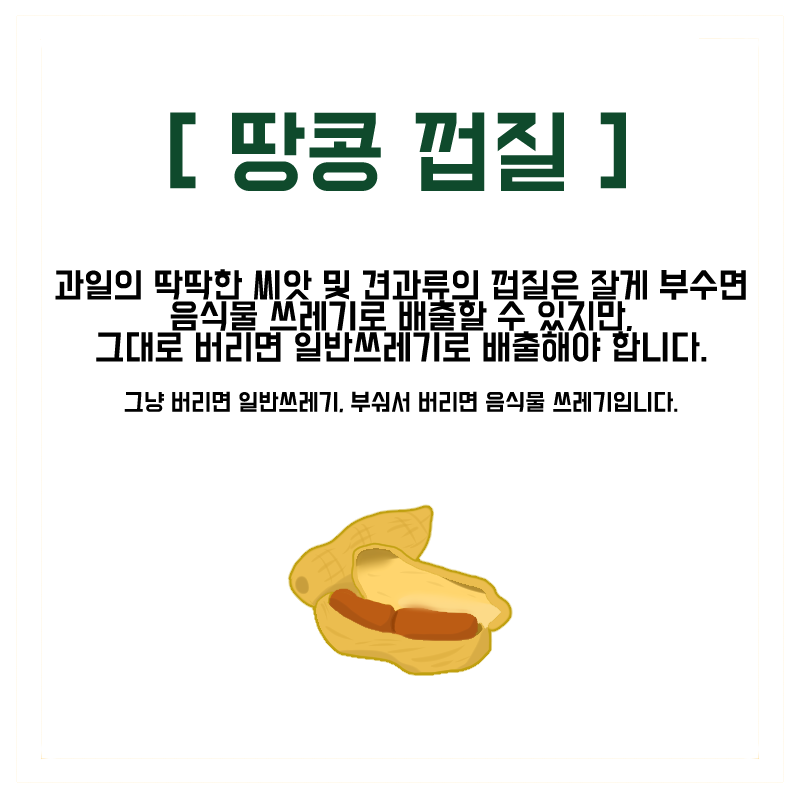 [ 땅콩 껍질 ]
과일의 딱딱한 씨앗 및 견과류의 껍질은 잘게 부수면
음식물 쓰레기로 배출할 수 있지만,
그대로 버리면 일반쓰레기로 배출해야 합니다.
그냥 버리면 일반쓰레기, 부숴서 버리면 음식물 쓰레기입니다.